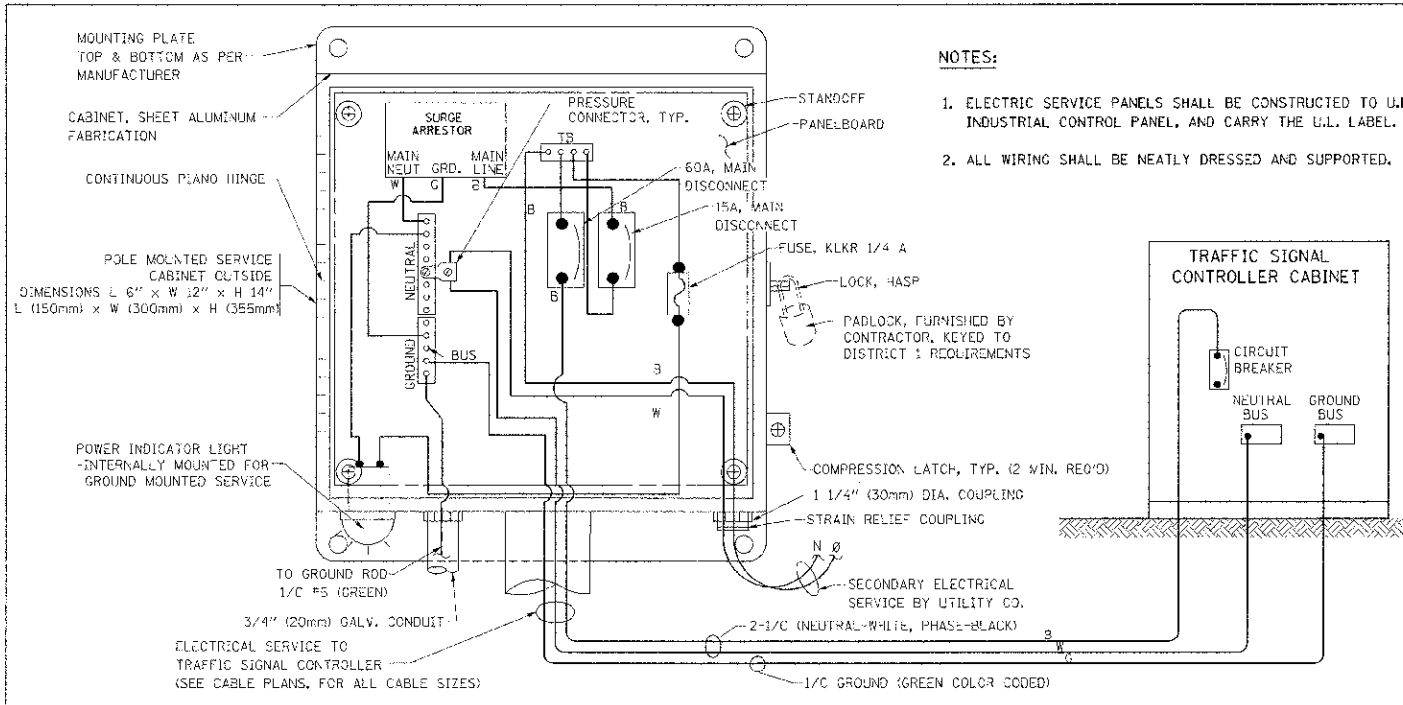 MOUNTING PLATE
TOP & BOTTOM AS PER
MANUFACTURER
CABINET, SHEET ALUMINUM
FABRICATION
CONTINUOUS PIANO HINGE
POLE MOUNTED SERVICE
CABINET OUTSIDE
DIMENSIONS L 6" x W 12" x H 14"
L (150mm) x W (300mm) x H (355mm)
POWER INDICATOR LIGHT
-INTERNALLY MOUNTED FOR
GROUND MOUNTED SERVICE
TO GROUND ROD
1/C #6 (GREEN)
3/4" (20mm) GALV. CONDUIT
ELECTRICAL SERVICE TO
TRAFFIC SIGNAL CONTROLLER
(SEE CABLE PLANS, FOR ALL CABLE SIZES)
SURGE
ARRESTOR
MAIN
NEUT
GRD.
MAIN
LINE
W
G
B
PRESSURE
CONNECTOR, TYP.
TB
B
B
B
NEUTRAL
GROUND
BUS
B
W
STANDOFF
PANELBOARD
60A, MAIN
DISCONNECT
15A, MAIN
DISCONNECT
FUSE, KLKR 1/4 A
LOCK, HASP
PADLOCK, FURNISHED BY
CONTRACTOR, KEYED TO
DISTRICT 1 REQUIREMENTS
COMPRESSION LATCH, TYP. (2 MIN. REQ'D)
1 1/4" (30mm) DIA. COUPLING
STRAIN RELIEF COUPLING
N Ø
SECONDARY ELECTRICAL
SERVICE BY UTILITY CO.
2-1/C (NEUTRAL-WHITE, PHASE-BLACK)
B
W
G
1/C GROUND (GREEN COLOR CODED)
NOTES:
1. ELECTRIC SERVICE PANELS SHALL BE CONSTRUCTED TO U.
INDUSTRIAL CONTROL PANEL, AND CARRY THE U.L. LABEL.
2. ALL WIRING SHALL BE NEATLY DRESSED AND SUPPORTED.
TRAFFIC SIGNAL
CONTROLLER CABINET
CIRCUIT
BREAKER
NEUTRAL
BUS
GROUND
BUS